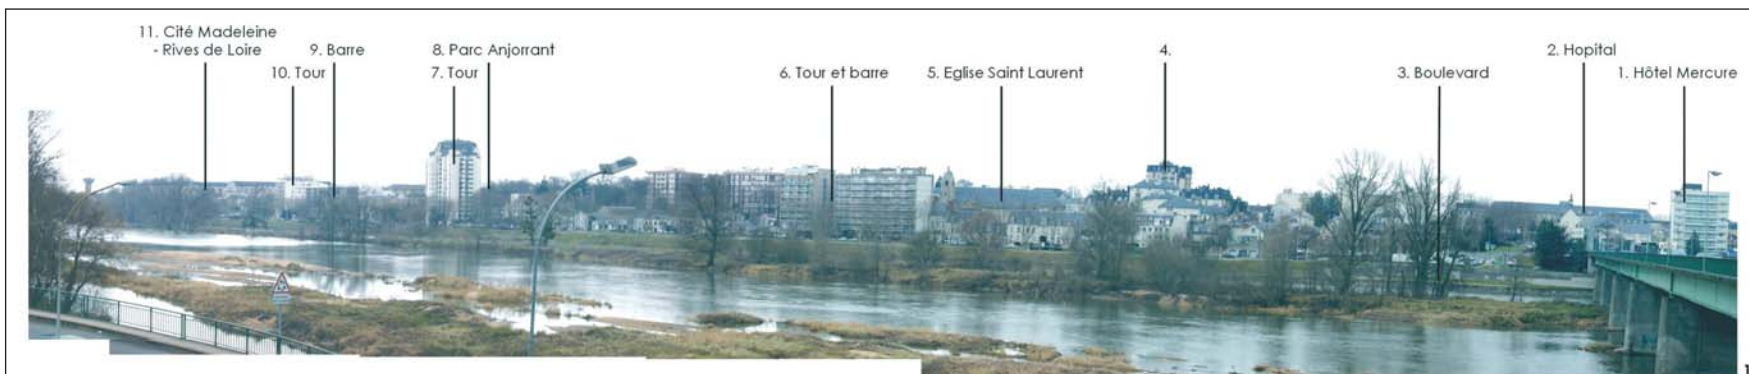 11. Cité Madeleine
- Rives de Loire
9. Barre
8. Parc Anjorrant
4.
2. Hopital
10. Tour
7. Tour
6. Tour et barre
5. Eglise Saint Laurent
3. Boulevard
1. Hôtel Mercure